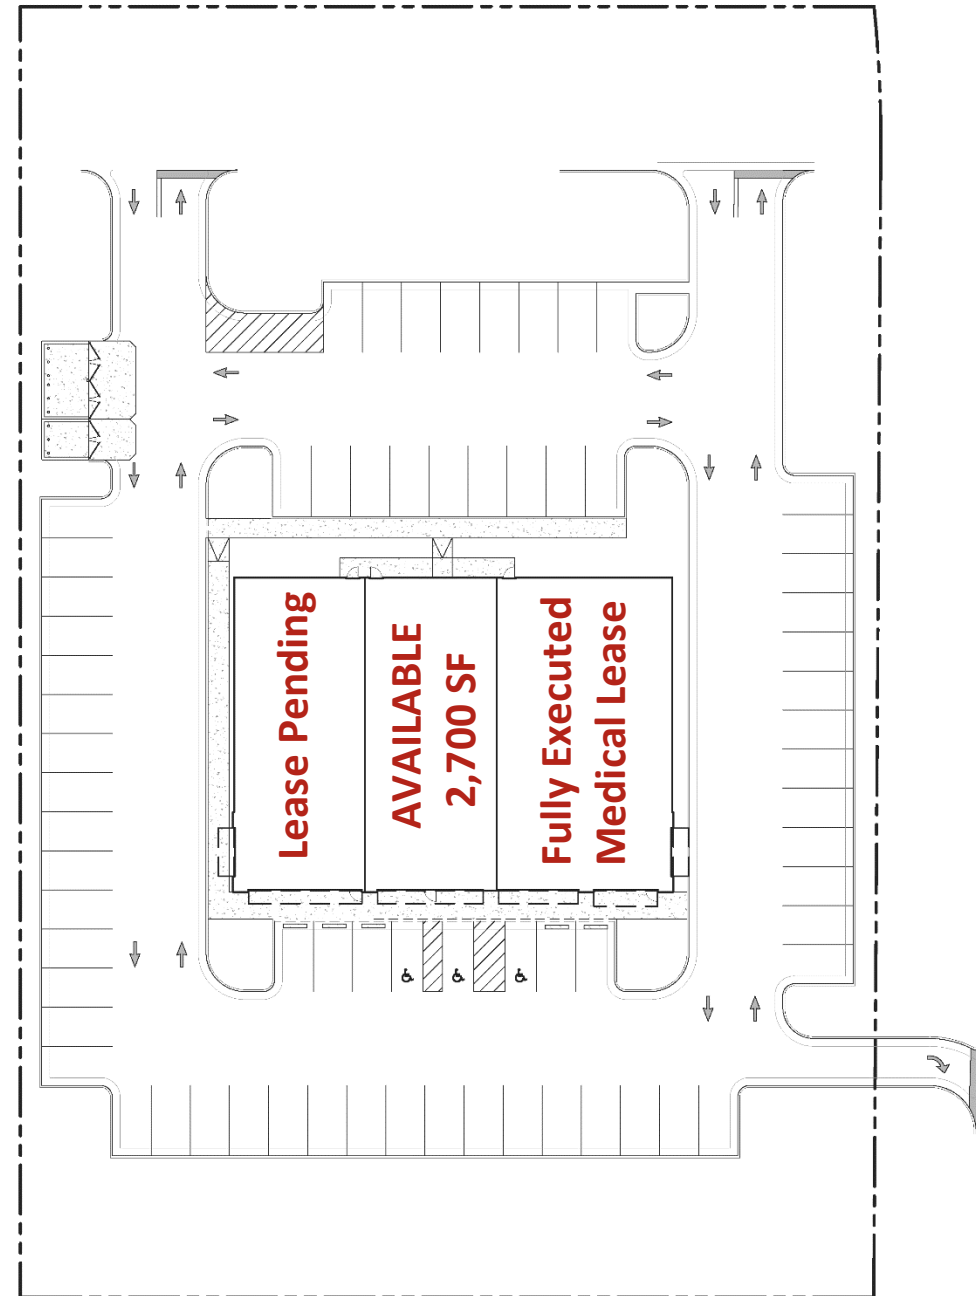 Lease Pending
AVAILABLE
2,700 SF
Fully Executed
Medical Lease